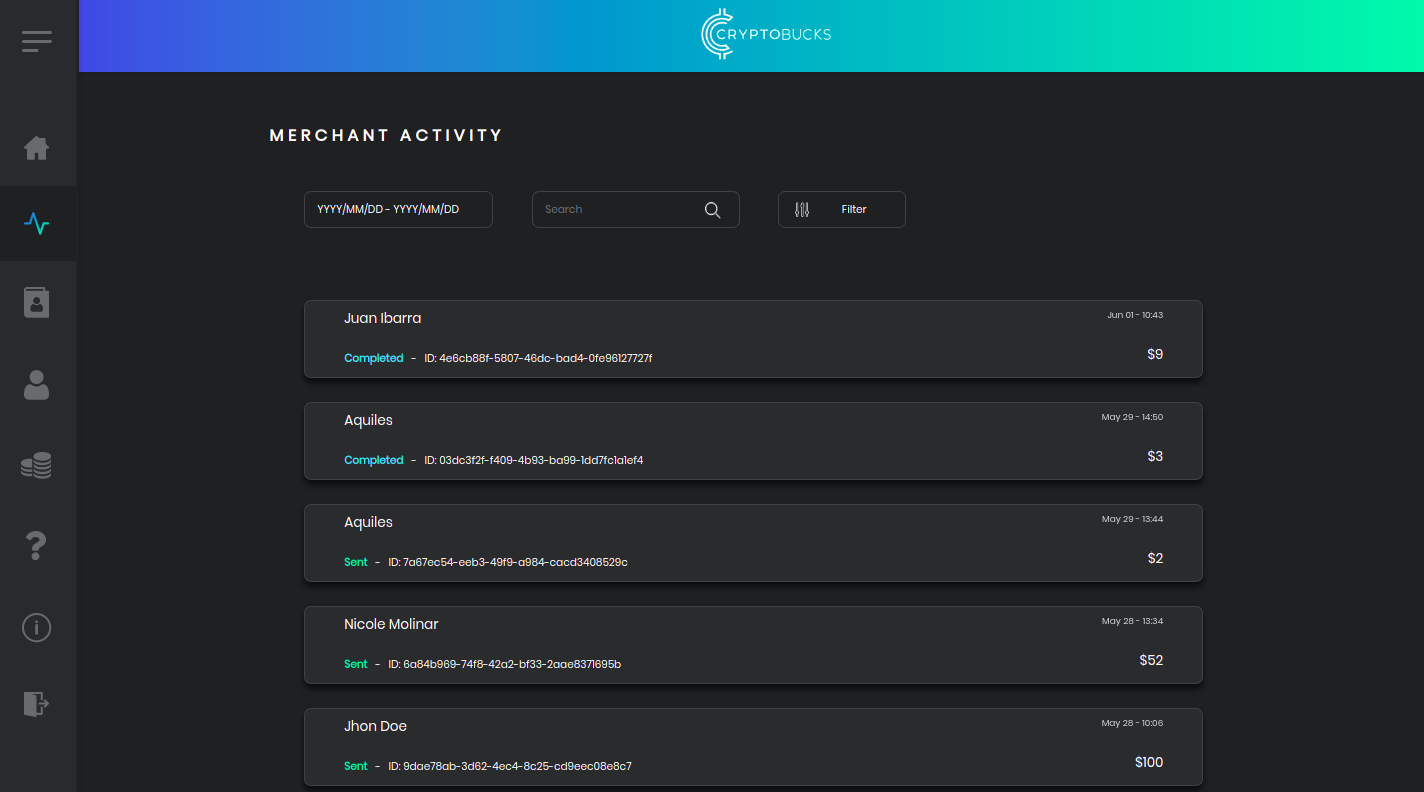 CRYPTOBUCKS
MERCHANT ACTIVITY
YYYY/MM/DD - YYYY/MM/DD
Search
Filter
Juan Ibarra
Jun 01 - 10:43
Completed - ID: 4e6cb88f-5807-46dc-bad4-0fe96127727f
$9
Aquiles
May 29 - 14:50
Completed - ID: 03dc3f2f-f409-4b93-ba99-1dd7fc1a1ef4
$3
Aquiles
May 29 - 13:44
Sent - ID: 7a67ec54-eeb3-49f9-a984-cacd3408529c
$2
Nicole Molinar
May 28 - 13:34
Sent - ID: 6a84b969-74f8-42a2-bf33-2aae8371695b
$52
Jhon Doe
May 28 - 10:06
Sent - ID: 9dae78ab-3d62-4ec4-8c25-cd9eec08e8c7
$100